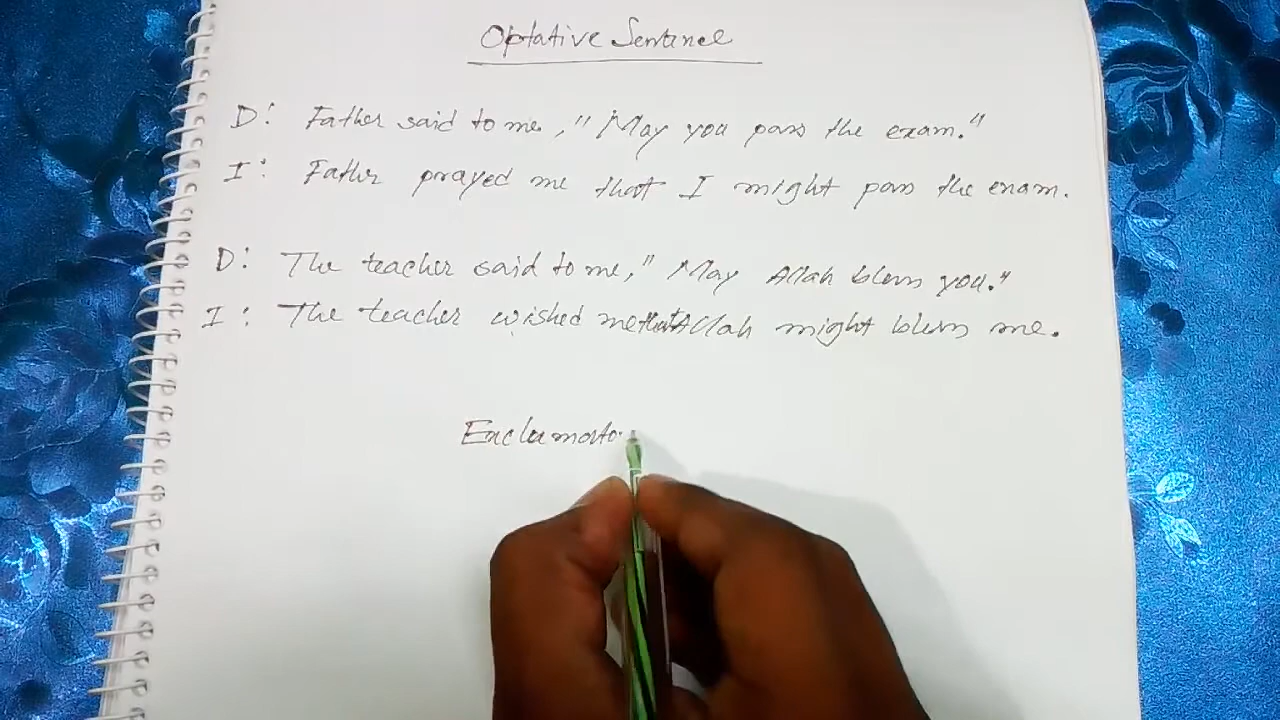 Optative Sentence
D: Father said to me, "May you pass the exam."
I: Father prayed me that I might pass the exam.
D: The teacher said to me, "May Allah bless you."
I: The teacher wished me that Allah might bless me.
Exclamato